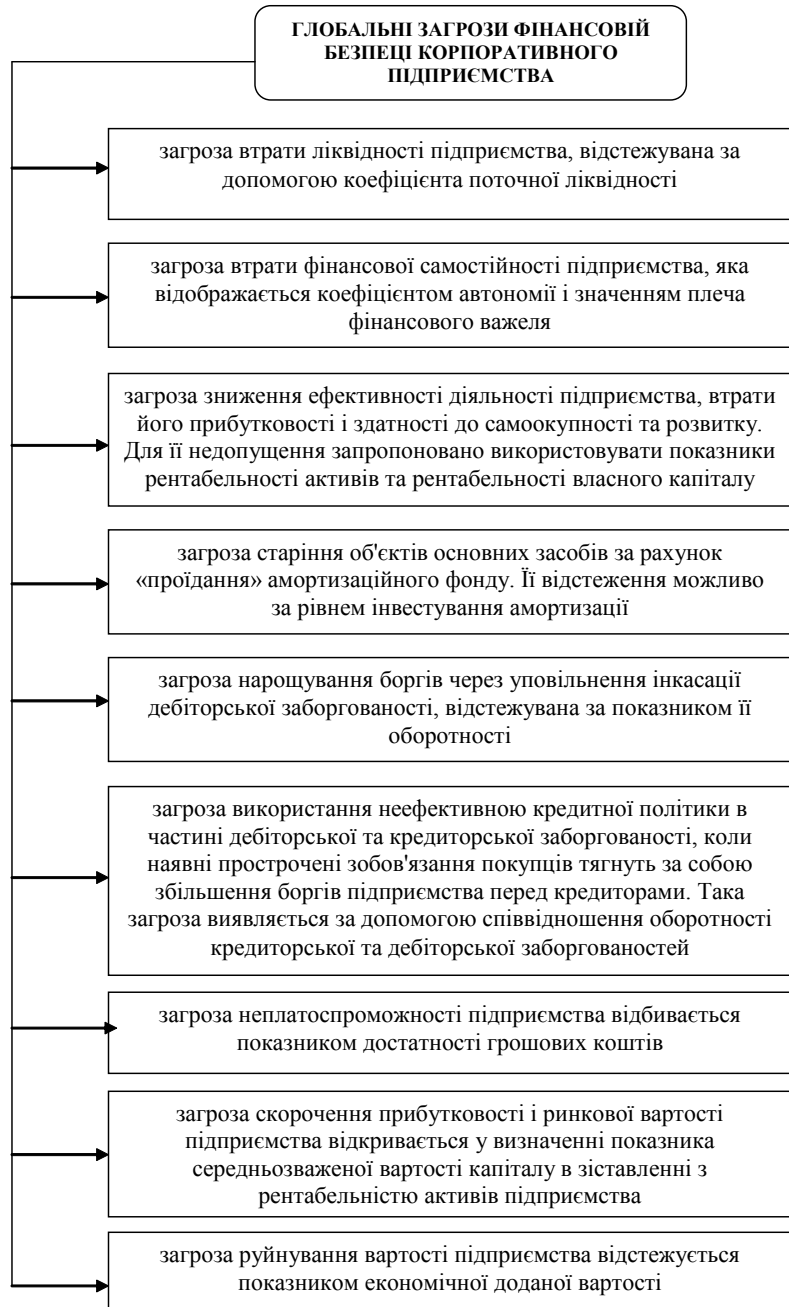 ГЛОБАЛЬНІ ЗАГРОЗИ ФІНАНСОВІЙ
БЕЗПЕЦІ КОРПОРАТИВНОГО
ПІДПРИЄМСТВА
загроза втрати ліквідності підприємства, відстежувана за
допомогою коефіцієнта поточної ліквідності
загроза втрати фінансової самостійності підприємства, яка
відображається коефіцієнтом автономії і значенням плеча
фінансового важеля
загроза зниження ефективності діяльності підприємства, втрати
його прибутковості і здатності до самоокупності та розвитку.
Для її недопущення запропоновано використовувати показники
рентабельності активів та рентабельності власного капіталу
загроза старіння об'єктів основних засобів за рахунок
«проїдання» амортизаційного фонду. Її відстеження можливо
за рівнем інвестування амортизації
загроза нарощування боргів через уповільнення інкасації
дебіторської заборгованості, відстежувана за показником її
оборотності
загроза використання неефективною кредитної політики в
частині дебіторської та кредиторської заборгованості, коли
наявні прострочені зобов'язання покупців тягнуть за собою
збільшення боргів підприємства перед кредиторами. Така
загроза виявляється за допомогою співвідношення оборотності
кредиторської та дебіторської заборгованостей
загроза неплатоспроможності підприємства відбивається
показником достатності грошових коштів
загроза скорочення прибутковості і ринкової вартості
підприємства відкривається у визначенні показника
середньозваженої вартості капіталу в зіставленні з
рентабельністю активів підприємства
загроза руйнування вартості підприємства відстежується
показником економічної доданої вартості